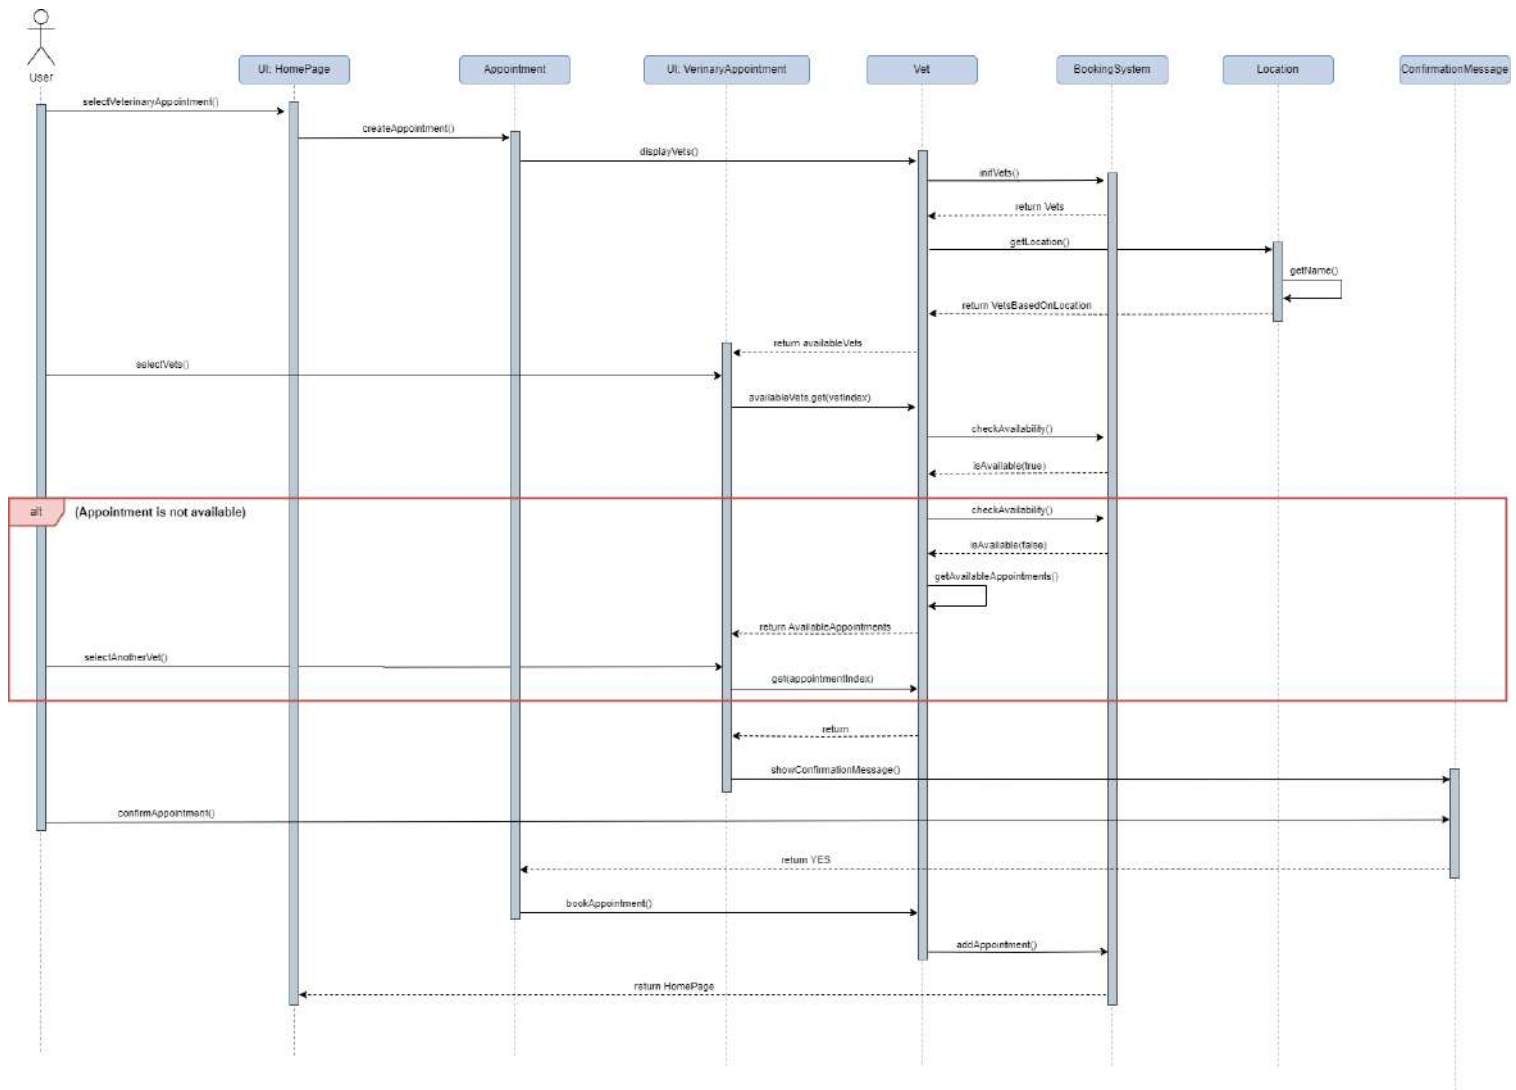 User
UI: HomePage
Appointment
UI: VerinaryAppointment
Vet
BookingSystem
Location
ConfirmationMessage
selectVeterinaryAppointment()
createAppointment()
displayVets()
initVets()
return Vets
getLocation()
getName()
return VetsBasedOnLocation
return availableVets
selectVets()
availableVets.get(vetIndex)
checkAvailability()
isAvailable(true)
alt
(Appointment is not available)
checkAvailability()
isAvailable(false)
getAvailableAppointments()
return AvailableAppointments
selectAnotherVet()
get(appointmentIndex)
return
showConfirmationMessage()
confirmAppointment()
return YES
bookAppointment()
addAppointment()
return HomePage